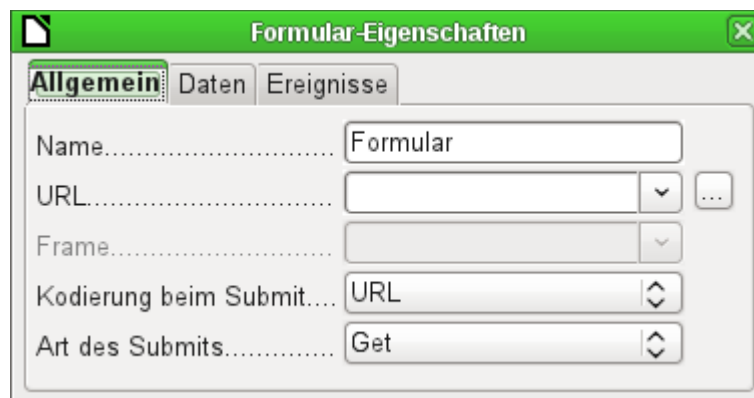 Formular-Eigenschaften
Allgemein Daten Ereignisse
Name............................ Formular
URL.............................. ...
Frame...........................
Kodierung beim Submit.... URL
Art des Submits.............. Get